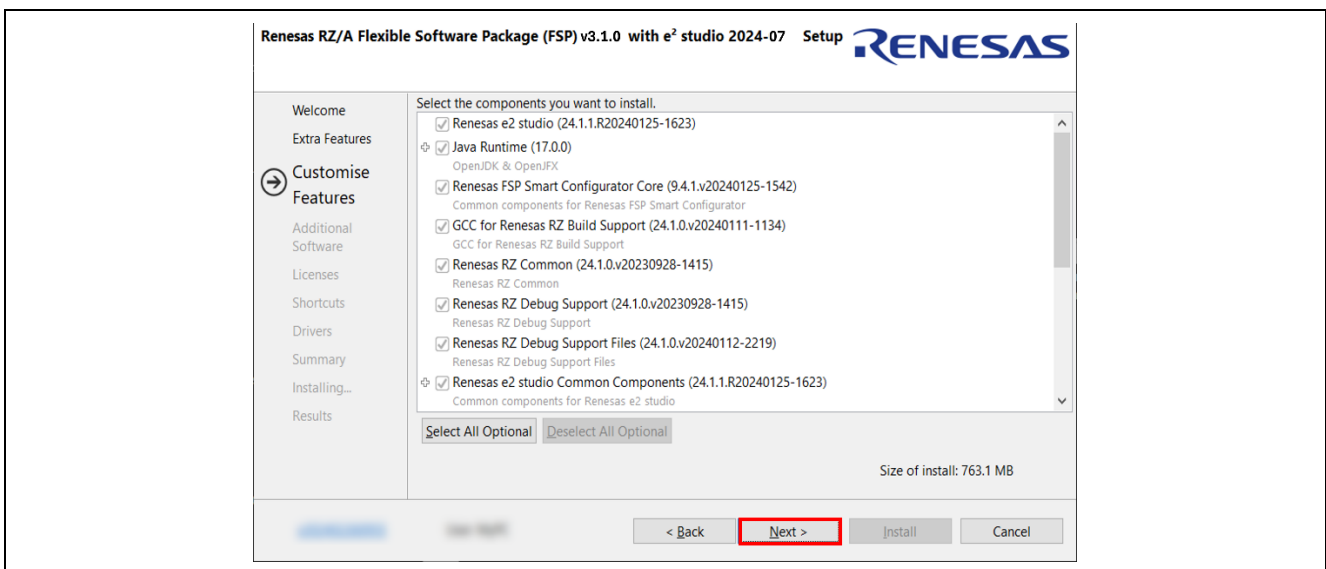 Renesas RZ/A Flexible Software Package (FSP) v3.1.0 with e² studio 2024-07 Setup
RENESAS
Welcome
Extra Features
Customise
Features
Additional
Software
Licenses
Shortcuts
Drivers
Summary
Installing...
Results
Select the components you want to install.
Renesas e2 studio (24.1.1.R20240125-1623)
Java Runtime (17.0.0)
OpenJDK & OpenJFX
Renesas FSP Smart Configurator Core (9.4.1.v20240125-1542)
Common components for Renesas FSP Smart Configurator
GCC for Renesas RZ Build Support (24.1.0.v20240111-1134)
GCC for Renesas RZ Build Support
Renesas RZ Common (24.1.0.v20230928-1415)
Renesas RZ Common
Renesas RZ Debug Support (24.1.0.v20230928-1415)
Renesas RZ Debug Support
Renesas RZ Debug Support Files (24.1.0.v20240112-2219)
Renesas RZ Debug Support Files
Renesas e2 studio Common Components (24.1.1.R20240125-1623)
Common components for Renesas e2 studio
Select All Optional Deselect All Optional
Size of install: 763.1 MB
< Back Next > Install Cancel